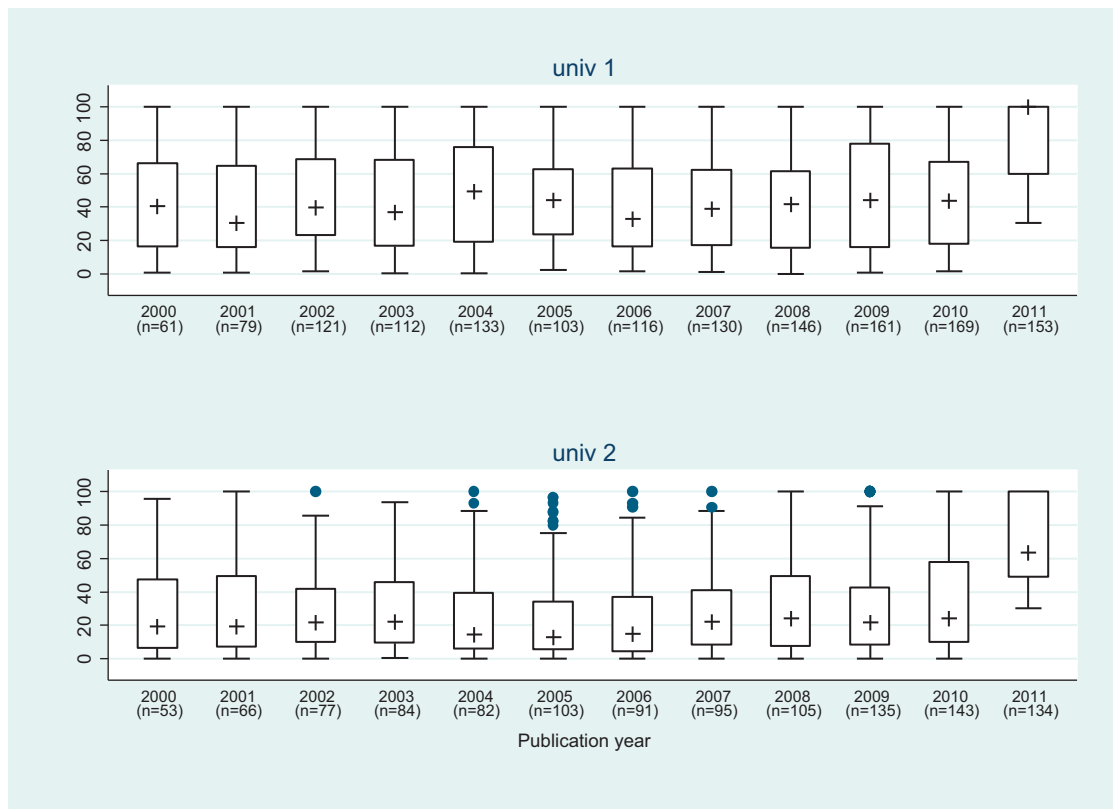 univ 1
100
80
60
40
20
0
2000 2001 2002 2003 2004 2005 2006 2007 2008 2009 2010 2011
(n=61) (n=79) (n=121) (n=112) (n=133) (n=103) (n=116) (n=130) (n=146) (n=161) (n=169) (n=153)
univ 2
100
80
60
40
20
0
2000 2001 2002 2003 2004 2005 2006 2007 2008 2009 2010 2011
(n=53) (n=66) (n=77) (n=84) (n=82) (n=103) (n=91) (n=95) (n=105) (n=135) (n=143) (n=134)
Publication year